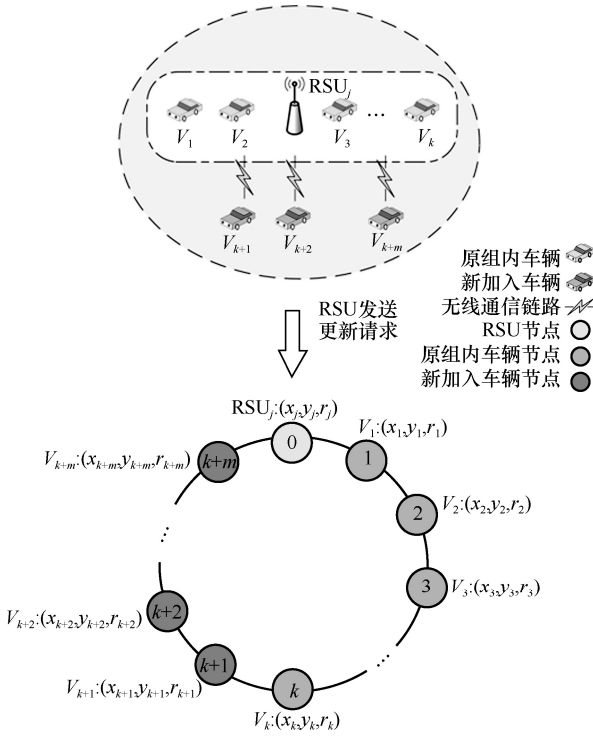 RSUj
V1 V2 V3 … Vk
Vk+1 Vk+2 Vk+m
原组内车辆
新加入车辆
无线通信链路
RSU节点
原组内车辆节点
新加入车辆节点
RSU发送
更新请求
RSUj:(xj,yj,rj)
0
V1:(x1,y1,r1)
1
V2:(x2,y2,r2)
2
V3:(x3,y3,r3)
3
…
k
Vk:(xk,yk,rk)
k+1
Vk+1:(xk+1,yk+1,rk+1)
k+2
Vk+2:(xk+2,yk+2,rk+2)
…
k+m
Vk+m:(xk+m,yk+m,rk+m)